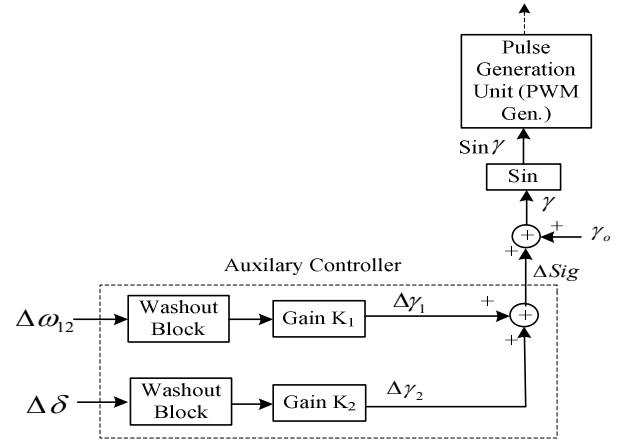 Pulse
Generation
Unit (PWM
Gen.)
Sin γ
Sin
γ
+
+ γₒ
+
ΔSig
Auxilary Controller
Δω₁₂
Washout
Block
Gain K₁
Δγ₁
+
+
+
Δδ
Washout
Block
Gain K₂
Δγ₂